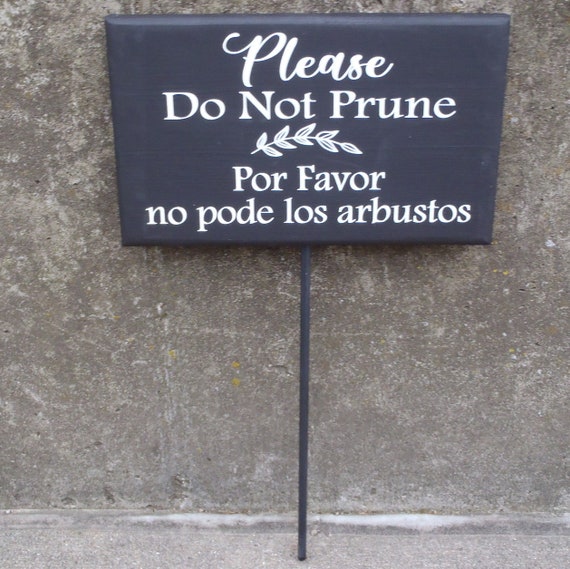 Please
Do Not Prune
Por Favor
no pode los arbustos